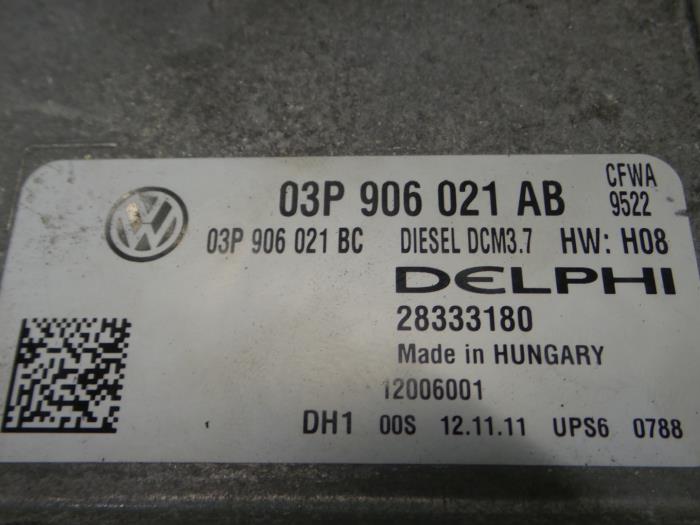 03P 906 021 AB CFWA
9522
03P 906 021 BC DIESEL DCM3.7 HW: H08
DELPHI
28333180
Made in HUNGARY
12006001
DH1 00S 12.11.11 UPS6 0788